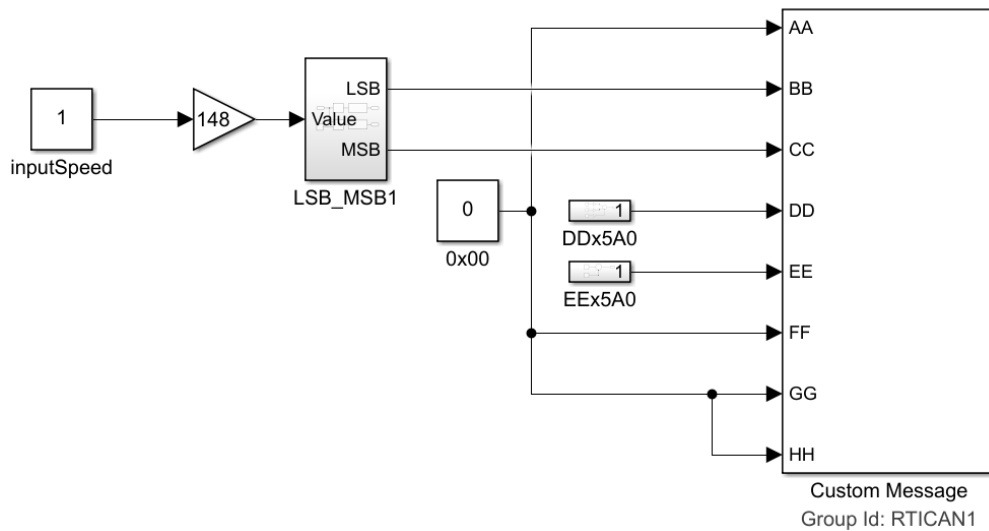 1
inputSpeed
148
Value
LSB
MSB
LSB_MSB1
0
0x00
1
DDx5A0
1
EEx5A0
AA
BB
CC
DD
EE
FF
GG
HH
Custom Message
Group Id: RTICAN1